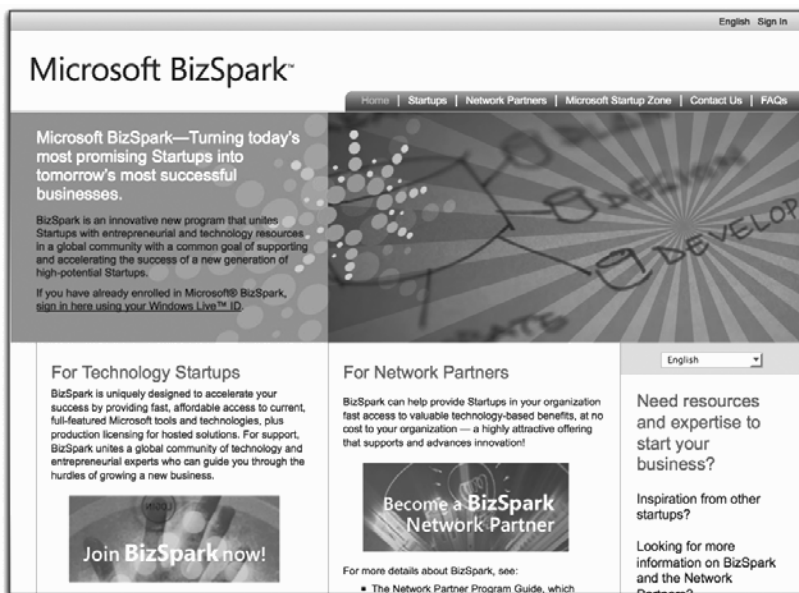 English Sign In
Microsoft BizSpark™
Home | Startups | Network Partners | Microsoft Startup Zone | Contact Us | FAQs
Microsoft BizSpark—Turning today's
most promising Startups into
tomorrow's most successful
businesses.
BizSpark is an innovative new program that unites
Startups with entrepreneurial and technology resources
in a global community with a common goal of supporting
and accelerating the success of a new generation of
high-potential Startups.
If you have already enrolled in Microsoft® BizSpark,
sign in here using your Windows Live™ ID.
DESIGN
DEVELOP
For Technology Startups
BizSpark is uniquely designed to accelerate your
success by providing fast, affordable access to current,
full-featured Microsoft tools and technologies, plus
production licensing for hosted solutions. For support,
BizSpark unites a global community of technology and
entrepreneurial experts who can guide you through the
hurdles of growing a new business.
Join BizSpark now!
For Network Partners
BizSpark can help provide Startups in your organization
fast access to valuable technology-based benefits, at no
cost to your organization — a highly attractive offering
that supports and advances innovation!
Become a BizSpark
Network Partner
For more details about BizSpark, see:
▪ The Network Partner Program Guide, which
English
Need resources
and expertise to
start your
business?
Inspiration from other
startups?
Looking for more
information on BizSpark
and the Network
Partners?